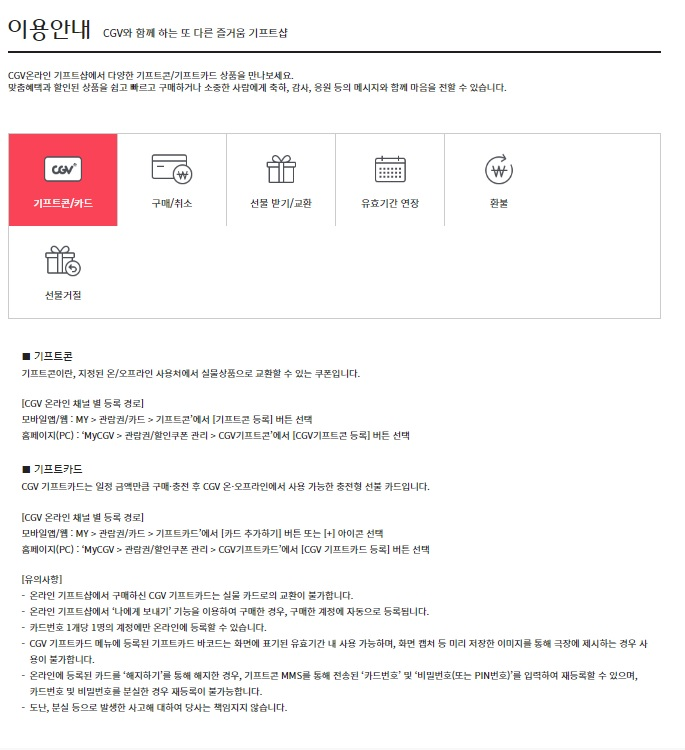 이용안내 CGV와 함께 하는 또 다른 즐거움 기프트샵
CGV온라인 기프트샵에서 다양한 기프트콘/기프트카드 상품을 만나보세요.
맞춤혜택과 할인된 상품을 쉽고 빠르고 구매하거나 소중한 사람에게 축하, 감사, 응원 등의 메시지와 함께 마음을 전할 수 있습니다.
CGV
기프트콘/카드
구매/취소
선물 받기/교환
유효기간 연장
환불
선물거절
■ 기프트콘
기프트콘이란, 지정된 온/오프라인 사용처에서 실물상품으로 교환할 수 있는 쿠폰입니다.
[CGV 온라인 채널 별 등록 경로]
모바일앱/웹 : MY > 관람권/카드 > 기프트콘’에서 [기프트콘 등록] 버튼 선택
홈페이지(PC) : ‘MyCGV > 관람권/할인쿠폰 관리 > CGV기프트콘’에서 [CGV기프트콘 등록] 버튼 선택
■ 기프트카드
CGV 기프트카드는 일정 금액만큼 구매·충전 후 CGV 온·오프라인에서 사용 가능한 충전형 선불 카드입니다.
[CGV 온라인 채널 별 등록 경로]
모바일앱/웹 : MY > 관람권/카드 > 기프트카드’에서 [카드 추가하기] 버튼 또는 [+] 아이콘 선택
홈페이지(PC) : ‘MyCGV > 관람권/할인쿠폰 관리 > CGV기프트카드’에서 [CGV 기프트카드 등록] 버튼 선택
[유의사항]
- 온라인 기프트샵에서 구매하신 CGV 기프트카드는 실물 카드로의 교환이 불가합니다.
- 온라인 기프트샵에서 ‘나에게 보내기’ 기능을 이용하여 구매한 경우, 구매한 계정에 자동으로 등록됩니다.
- 카드번호 1개당 1명의 계정에만 온라인에 등록할 수 있습니다.
- CGV 기프트카드 메뉴에 등록된 기프트카드 바코드는 화면에 표기된 유효기간 내 사용 가능하며, 화면 캡처 등 미리 저장한 이미지를 통해 극장에 제시하는 경우 사
용이 불가합니다.
- 온라인에 등록된 카드를 ‘해지하기’를 통해 해지한 경우, 기프트콘 MMS를 통해 전송된 ‘카드번호’ 및 ‘비밀번호(또는 PIN번호)’를 입력하여 재등록할 수 있으며,
카드번호 및 비밀번호를 분실한 경우 재등록이 불가능합니다.
- 도난, 분실 등으로 발생한 사고에 대하여 당사는 책임지지 않습니다.